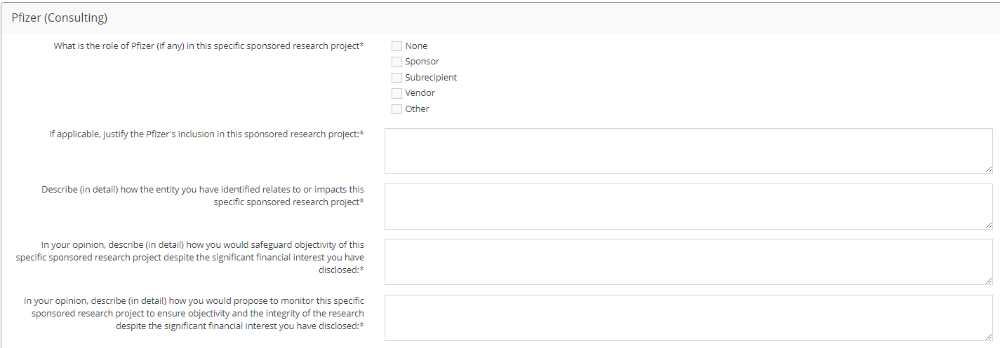 Pfizer (Consulting)
What is the role of Pfizer (if any) in this specific sponsored research project*
None
Sponsor
Subrecipient
Vendor
Other
If applicable, justify the Pfizer's inclusion in this sponsored research project:*
Describe (in detail) how the entity you have identified relates to or impacts this
specific sponsored research project*
In your opinion, describe (in detail) how you would safeguard objectivity of this
specific sponsored research project despite the significant financial interest you have
disclosed:*
In your opinion, describe (in detail) how you would propose to monitor this specific
sponsored research project to ensure objectivity and the integrity of the research
despite the significant financial interest you have disclosed:*